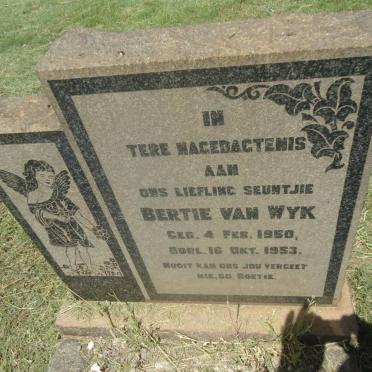 IN
TERE NAGEDAGTENIS
AAN
ONS LIEFLING SEUNTJIE
BERTIE VAN WYK
GEB. 4 FEB. 1950,
OORL. 16 OKT. 1953.
NOOIT KAN ONS JOU VERGEET
NIE, SO BOETIE.